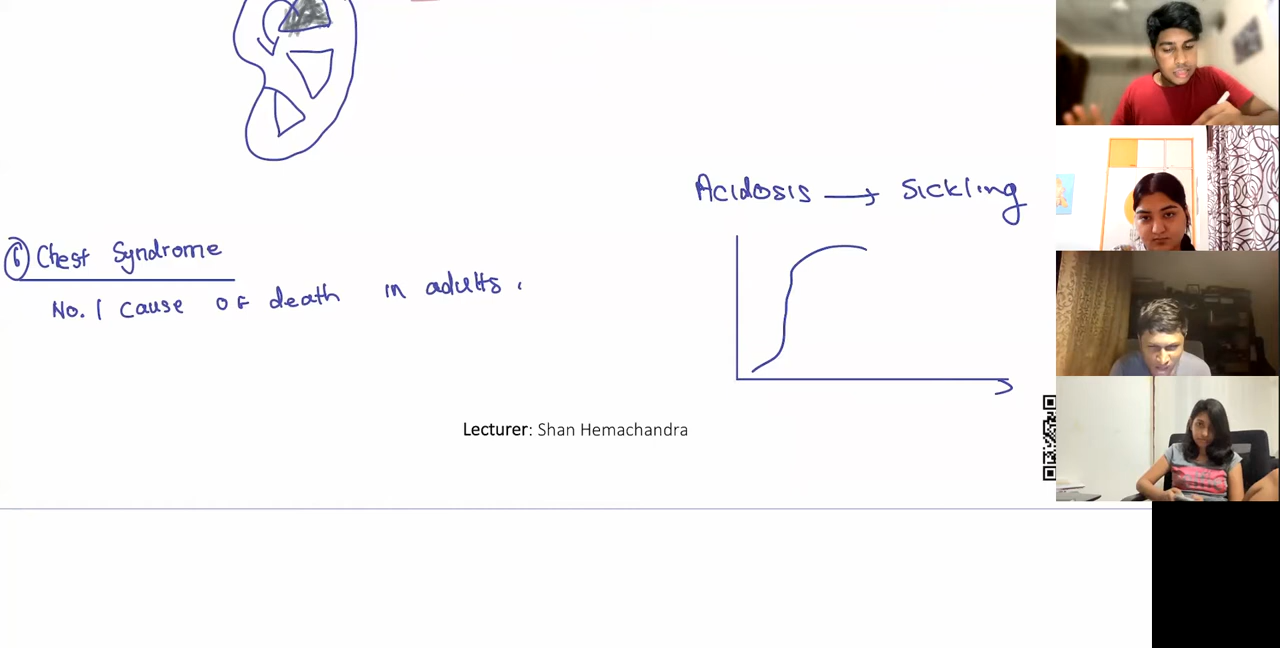 Acidosis → Sickling
⑥ Chest Syndrome
No. 1 cause of death in adults.
Lecturer: Shan Hemachandra